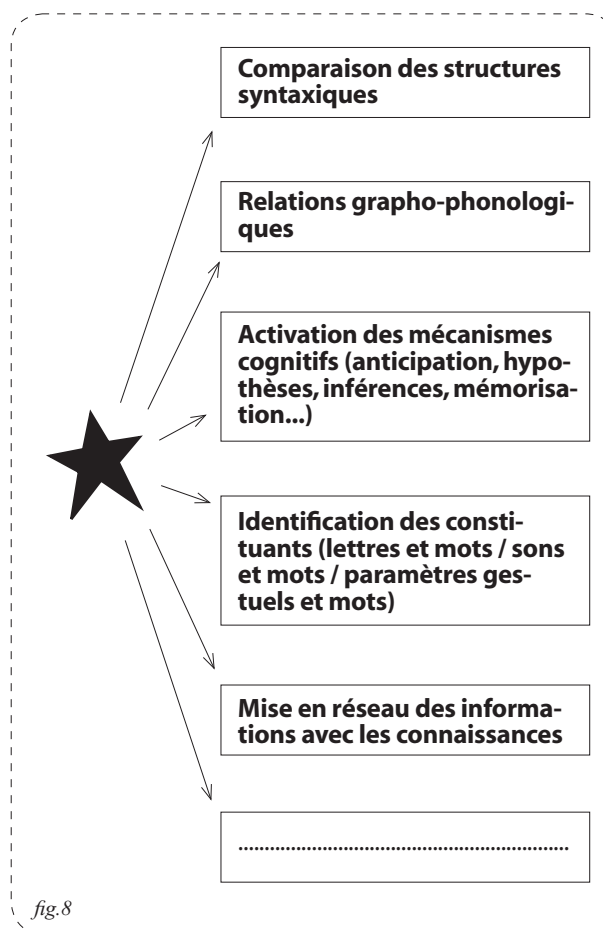 Comparaison des structures
syntaxiques
Relations grapho-phonologi-
ques
Activation des mécanismes
cognitifs (anticipation, hypo-
thèses, inférences, mémorisa-
tion...)
Identification des consti-
tuants (lettres et mots / sons
et mots / paramètres ges-
tuels et mots)
Mise en réseau des informa-
tions avec les connaissances
...............................................................
fig.8